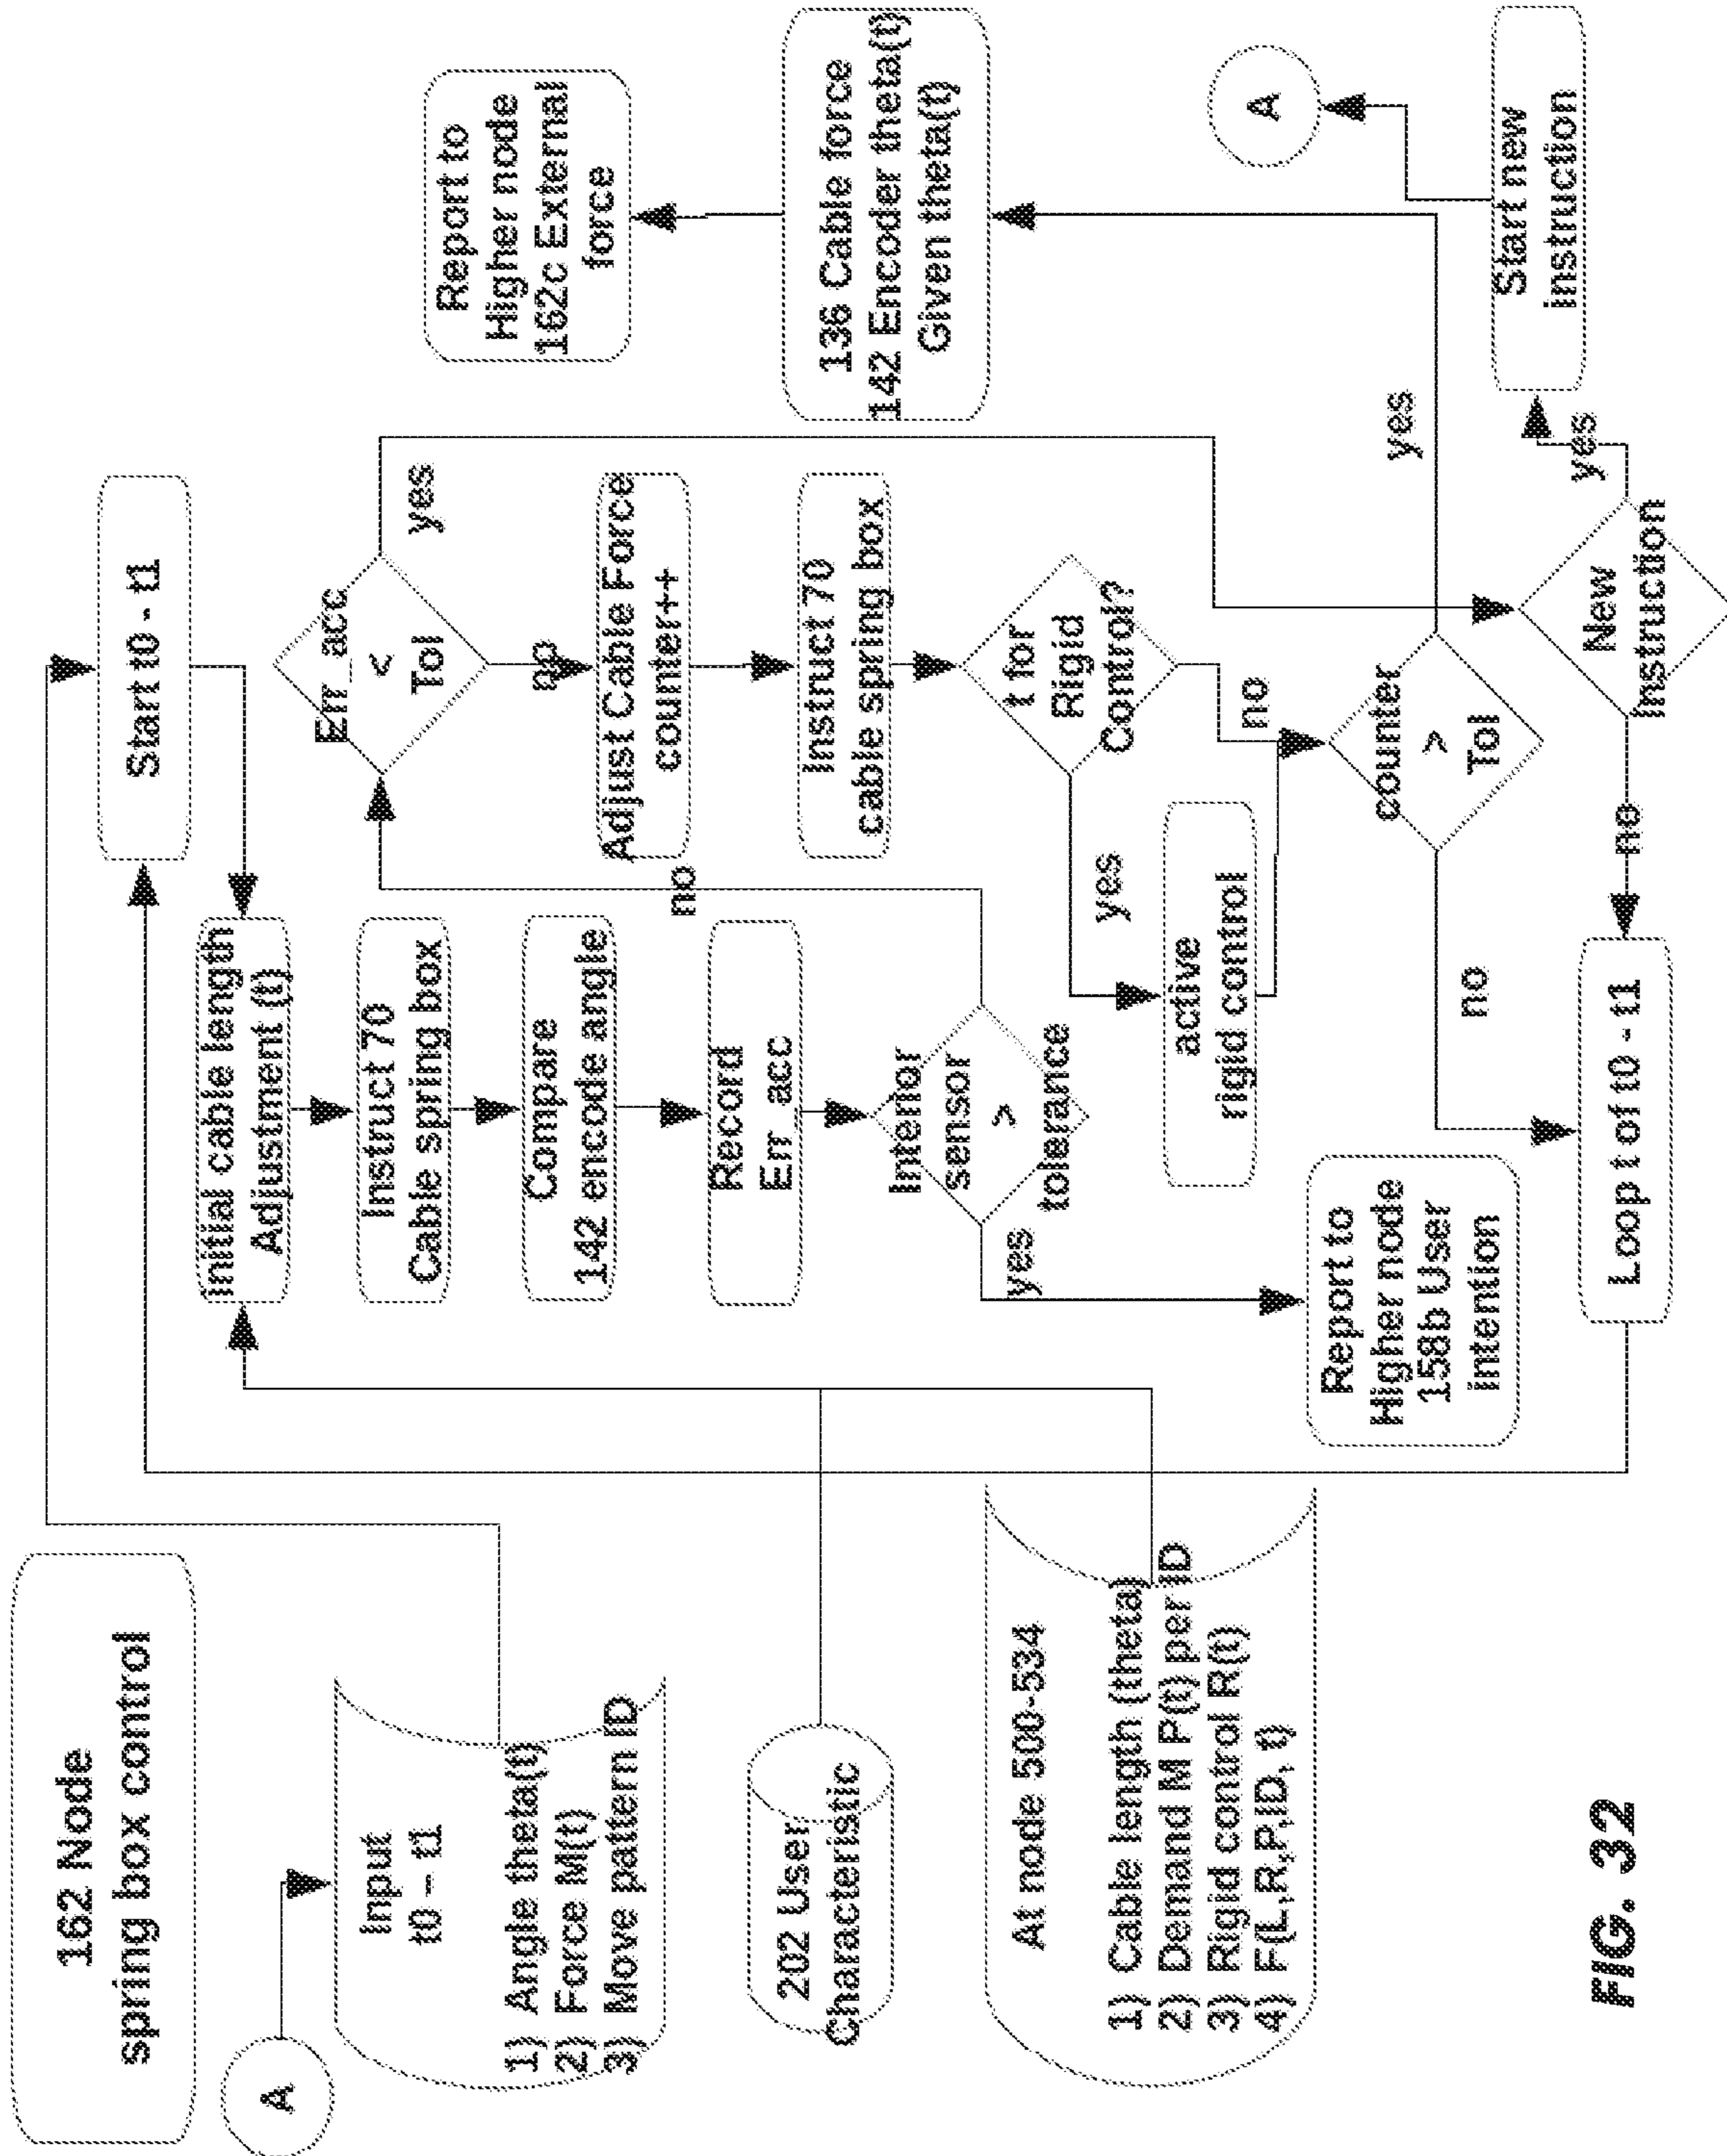 162 Node
spring box control
A
Input
t0 – t1
1) Angle theta(t)
2) Force M(t)
3) Move pattern ID
202 User
Characteristic
At node 500-534
1) Cable length (theta)
2) Demand M P(t) per ID
3) Rigid control R(t)
4) F(L,R,P,ID, t)
Start t0 - t1
Initial cable length
Adjustment (t)
Instruct 70
Cable spring box
Compare
142 encode angle
Record
Err_acc
Interior
sensor
>
tolerance
yes
no
Report to
Higher node
158b User
intention
Err_acc
<
Tol
yes
no
Adjust Cable Force
counter++
Instruct 70
cable spring box
t for
Rigid
Control?
yes
no
active
rigid control
counter
>
Tol
yes
no
136 Cable force
142 Encoder theta(t)
Given theta(t)
Report to
Higher node
162c External
force
New
Instruction
yes
no
Start new
instruction
A
Loop t of t0 - t1
FIG. 32